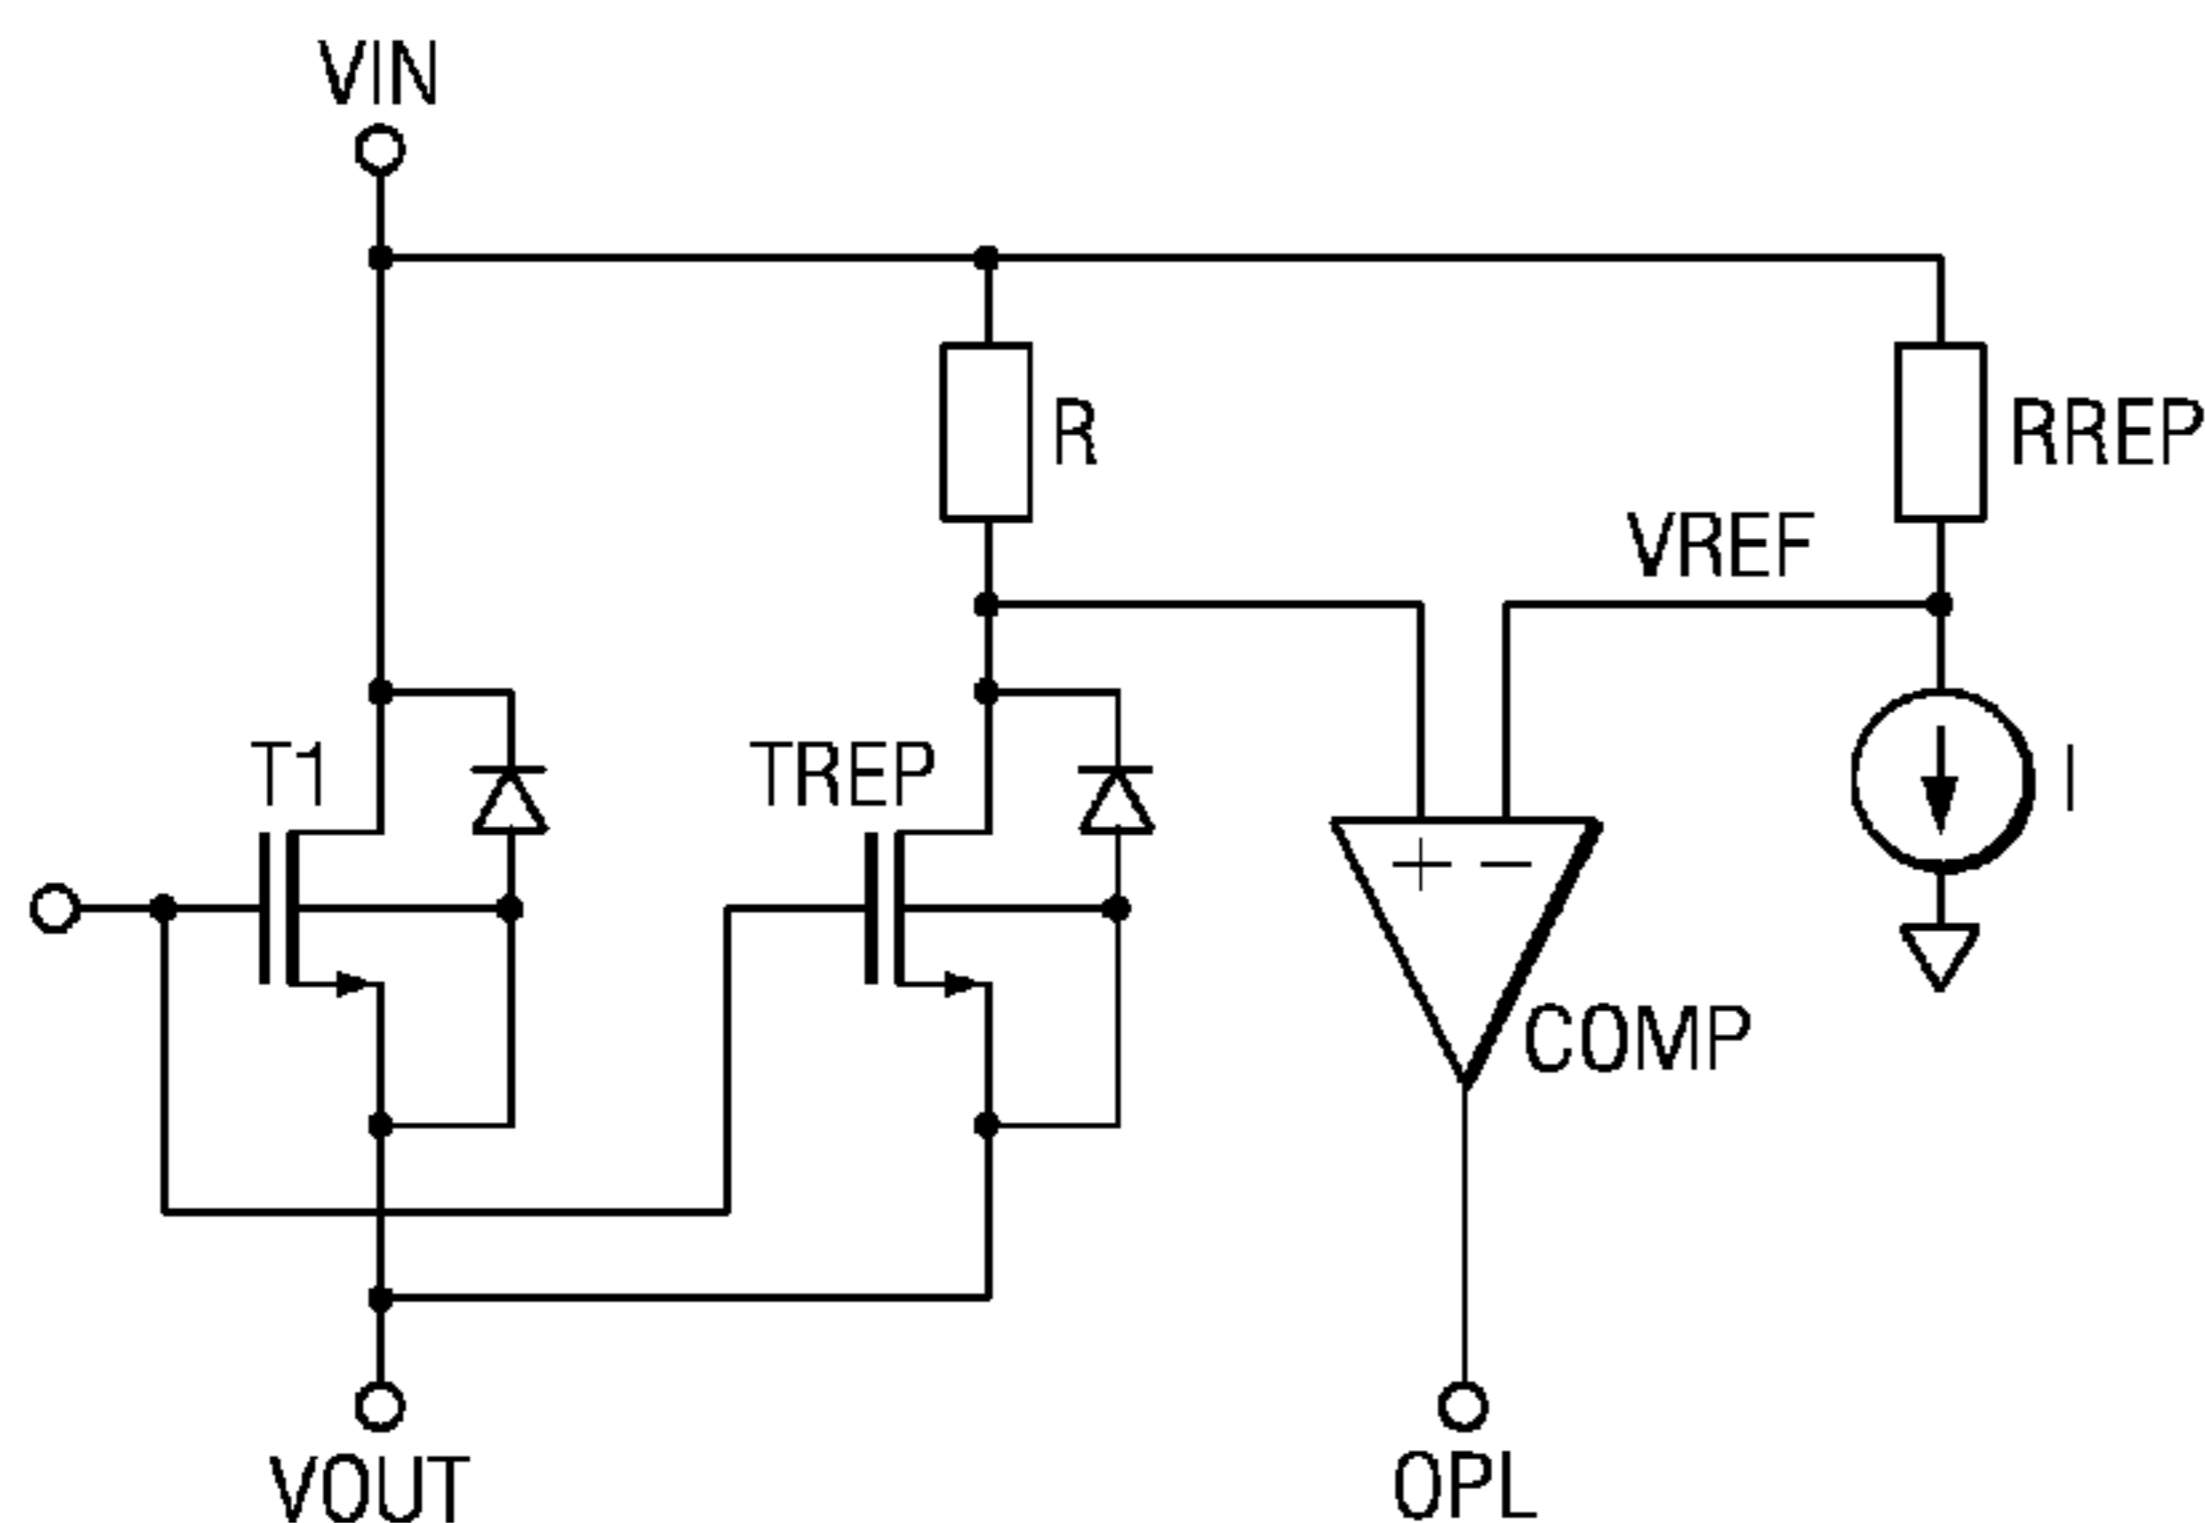 VIN
R
RREP
VREF
T1
TREP
I
+ −
COMP
VOUT
OPL